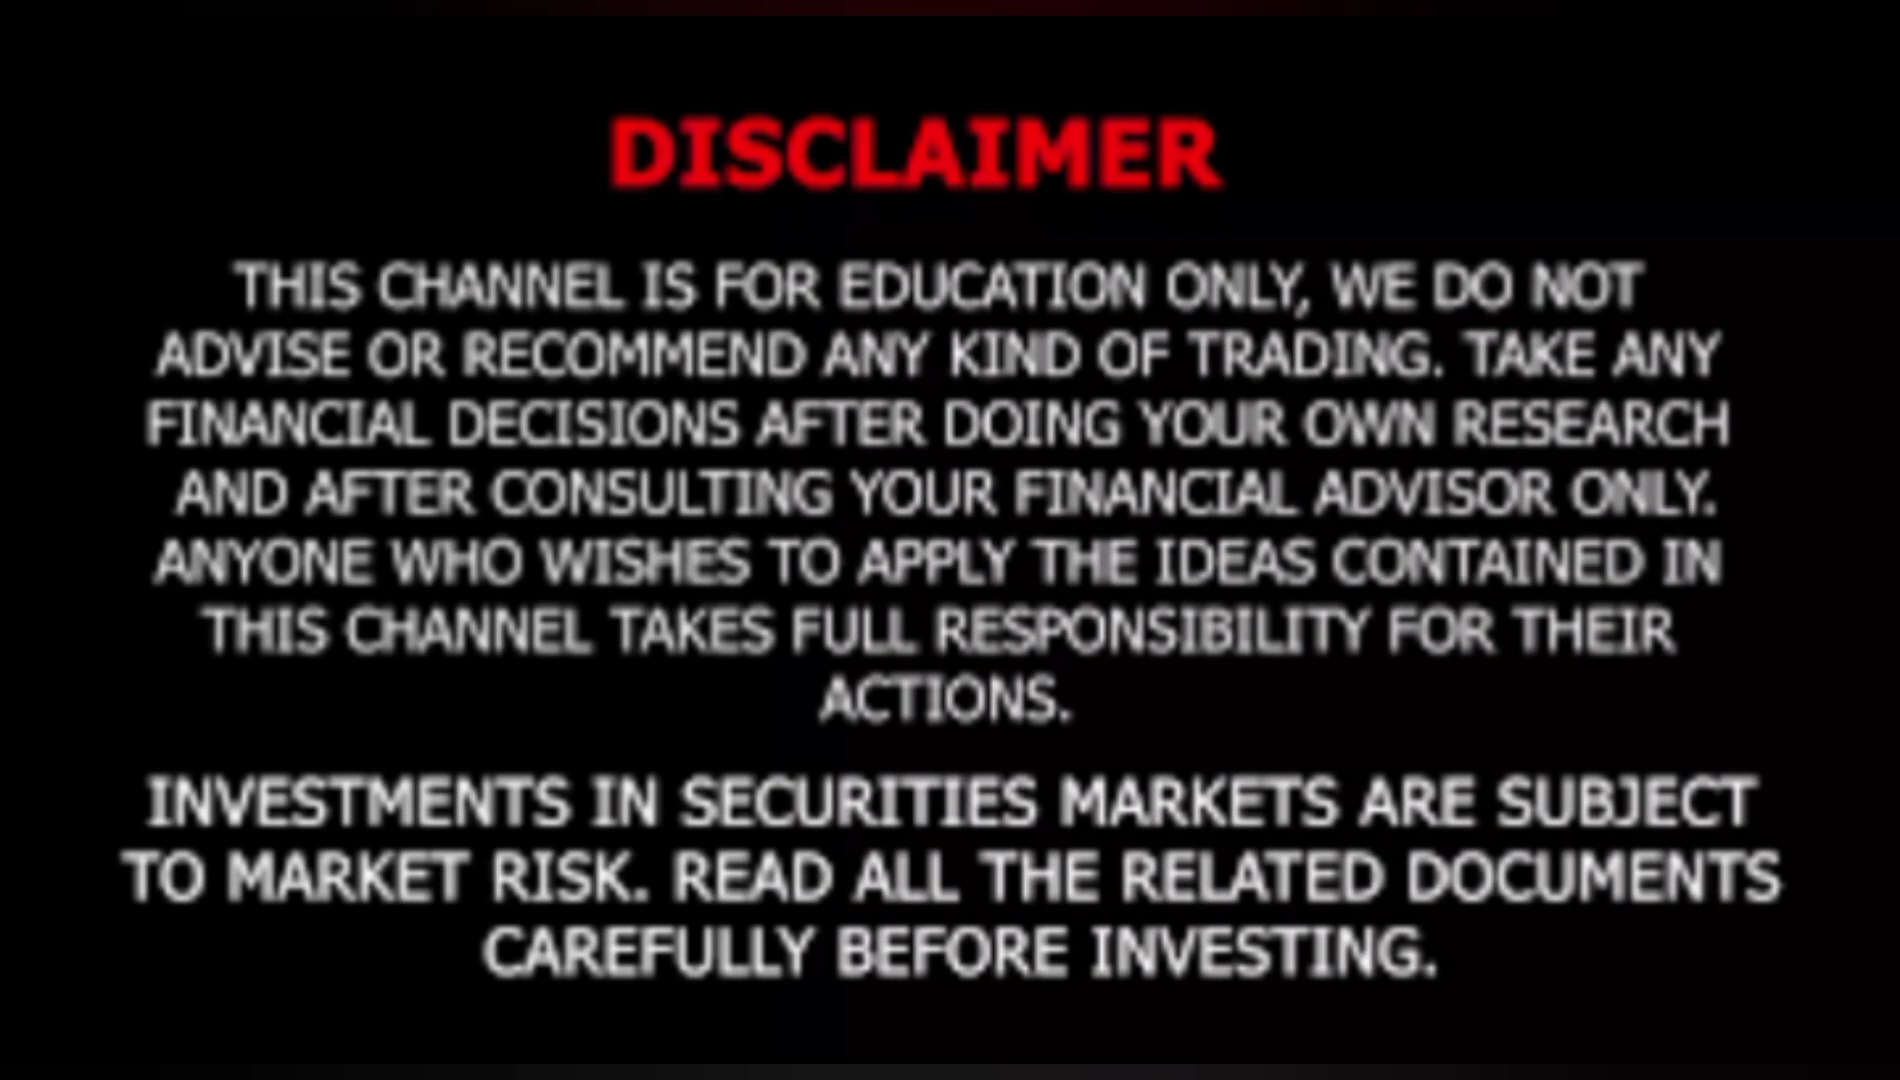 DISCLAIMER
THIS CHANNEL IS FOR EDUCATION ONLY, WE DO NOT
ADVISE OR RECOMMEND ANY KIND OF TRADING. TAKE ANY
FINANCIAL DECISIONS AFTER DOING YOUR OWN RESEARCH
AND AFTER CONSULTING YOUR FINANCIAL ADVISOR ONLY.
ANYONE WHO WISHES TO APPLY THE IDEAS CONTAINED IN
THIS CHANNEL TAKES FULL RESPONSIBILITY FOR THEIR
ACTIONS.
INVESTMENTS IN SECURITIES MARKETS ARE SUBJECT
TO MARKET RISK. READ ALL THE RELATED DOCUMENTS
CAREFULLY BEFORE INVESTING.